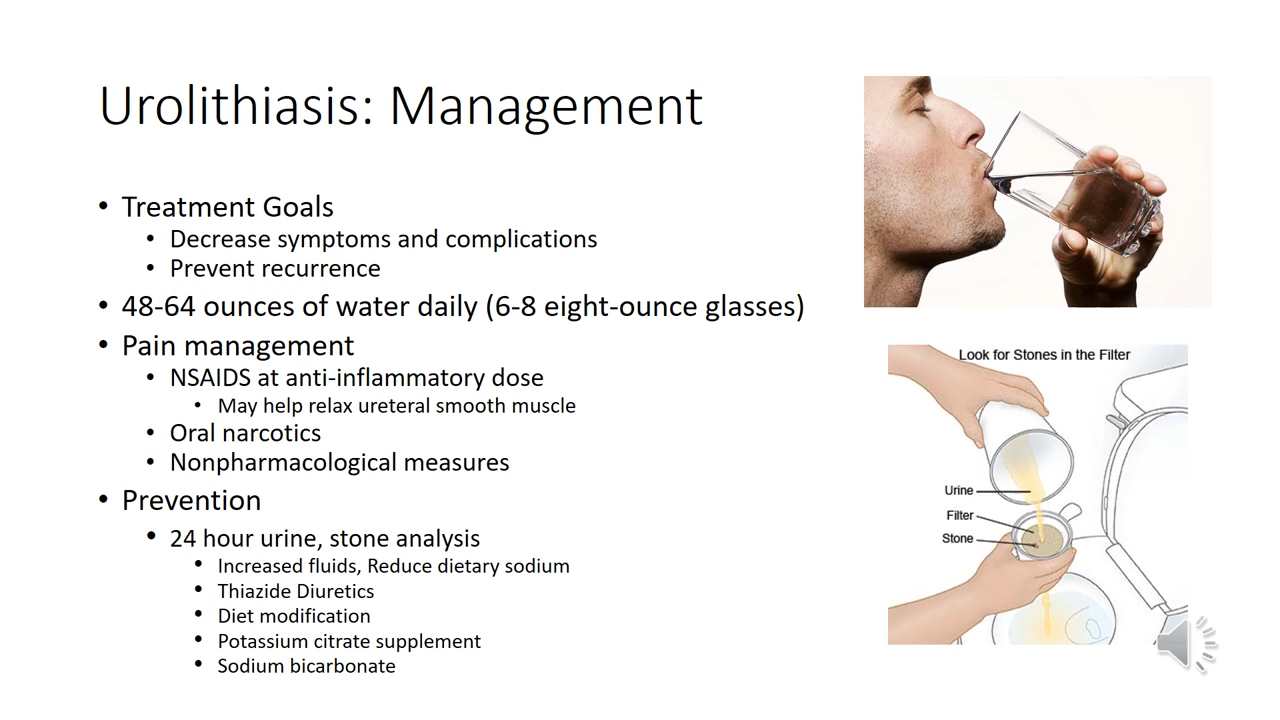 Urolithiasis: Management
• Treatment Goals
• Decrease symptoms and complications
• Prevent recurrence
• 48-64 ounces of water daily (6-8 eight-ounce glasses)
• Pain management
• NSAIDS at anti-inflammatory dose
• May help relax ureteral smooth muscle
• Oral narcotics
• Nonpharmacological measures
• Prevention
• 24 hour urine, stone analysis
• Increased fluids, Reduce dietary sodium
• Thiazide Diuretics
• Diet modification
• Potassium citrate supplement
• Sodium bicarbonate
Look for Stones in the Filter
Urine
Filter
Stone